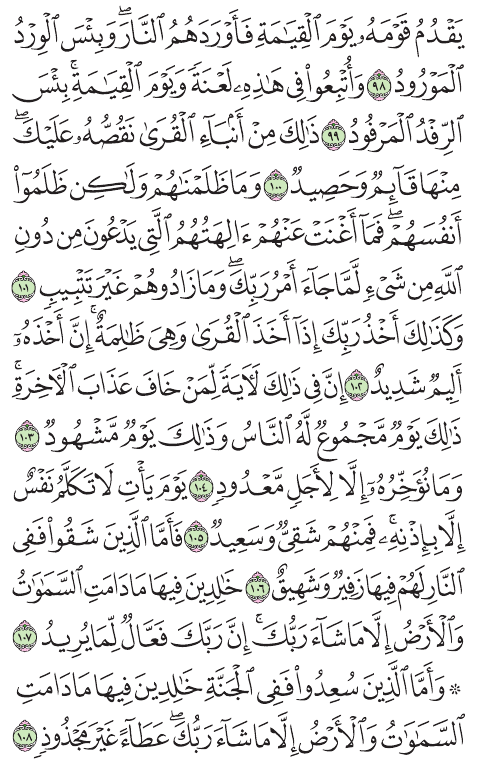 يَقْدُمُ قَوْمَهُۥ يَوْمَ ٱلْقِيَٰمَةِ فَأَوْرَدَهُمُ ٱلنَّارَۖ وَبِئْسَ ٱلْوِرْدُ
ٱلْمَوْرُودُ ٩٨ وَأُتْبِعُوا۟ فِى هَٰذِهِۦ لَعْنَةً وَيَوْمَ ٱلْقِيَٰمَةِۚ بِئْسَ
ٱلرِّفْدُ ٱلْمَرْفُودُ ٩٩ ذَٰلِكَ مِنْ أَنۢبَآءِ ٱلْقُرَىٰ نَقُصُّهُۥ عَلَيْكَۖ
مِنْهَا قَآئِمٌ وَحَصِيدٌ ١٠٠ وَمَا ظَلَمْنَٰهُمْ وَلَٰكِن ظَلَمُوٓا۟
أَنفُسَهُمْۖ فَمَآ أَغْنَتْ عَنْهُمْ ءَالِهَتُهُمُ ٱلَّتِى يَدْعُونَ مِن دُونِ
ٱللَّهِ مِن شَىْءٍ لَّمَّا جَآءَ أَمْرُ رَبِّكَۖ وَمَا زَادُوهُمْ غَيْرَ تَتْبِيبٍ ١٠١
وَكَذَٰلِكَ أَخْذُ رَبِّكَ إِذَآ أَخَذَ ٱلْقُرَىٰ وَهِىَ ظَٰلِمَةٌۚ إِنَّ أَخْذَهُۥٓ
أَلِيمٌ شَدِيدٌ ١٠٢ إِنَّ فِى ذَٰلِكَ لَءَايَةً لِّمَنْ خَافَ عَذَابَ ٱلْءَاخِرَةِۚ
ذَٰلِكَ يَوْمٌ مَّجْمُوعٌ لَّهُ ٱلنَّاسُ وَذَٰلِكَ يَوْمٌ مَّشْهُودٌ ١٠٣
وَمَا نُؤَخِّرُهُۥٓ إِلَّا لِأَجَلٍ مَّعْدُودٍ ١٠٤ يَوْمَ يَأْتِ لَا تَكَلَّمُ نَفْسٌ
إِلَّا بِإِذْنِهِۦۚ فَمِنْهُمْ شَقِىٌّ وَسَعِيدٌ ١٠٥ فَأَمَّا ٱلَّذِينَ شَقُوا۟ فَفِى
ٱلنَّارِ لَهُمْ فِيهَا زَفِيرٌ وَشَهِيقٌ ١٠٦ خَٰلِدِينَ فِيهَا مَا دَامَتِ ٱلسَّمَٰوَٰتُ
وَٱلْأَرْضُ إِلَّا مَا شَآءَ رَبُّكَۚ إِنَّ رَبَّكَ فَعَّالٌ لِّمَا يُرِيدُ ١٠٧
۞ وَأَمَّا ٱلَّذِينَ سُعِدُوا۟ فَفِى ٱلْجَنَّةِ خَٰلِدِينَ فِيهَا مَا دَامَتِ
ٱلسَّمَٰوَٰتُ وَٱلْأَرْضُ إِلَّا مَا شَآءَ رَبُّكَۖ عَطَآءً غَيْرَ مَجْذُوذٍ ١٠٨